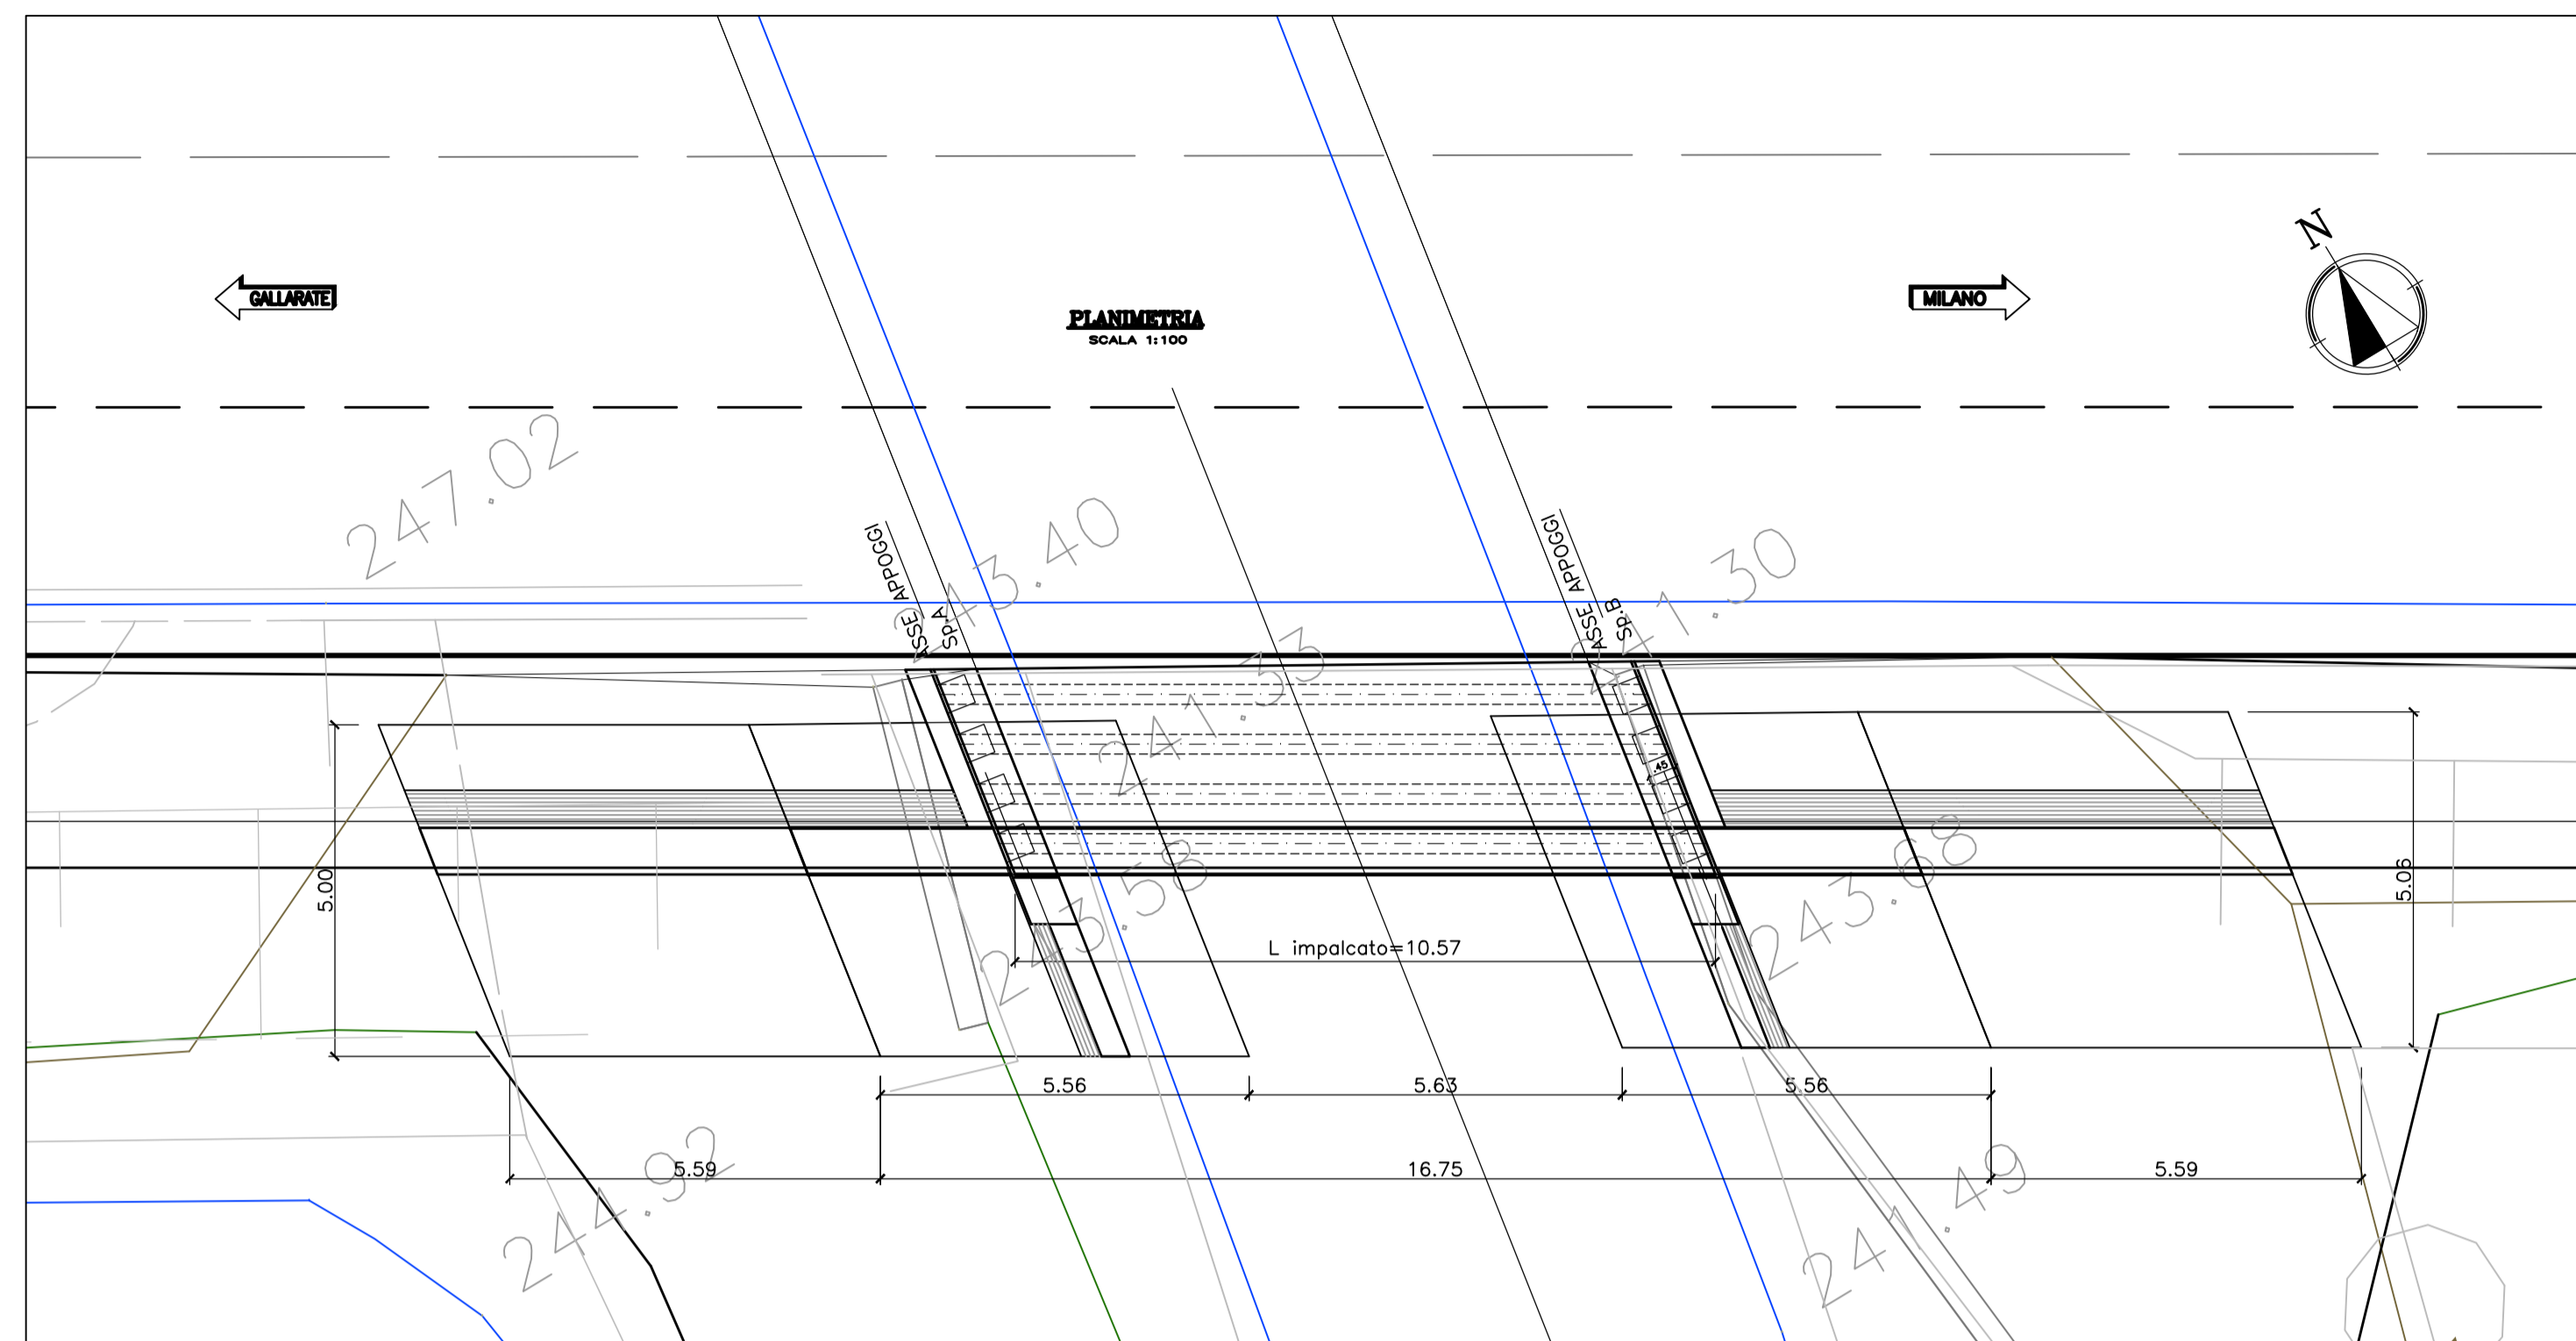 N
GALLARATE
MILANO
PLANIMETRIA
SCALA 1:100
247.02
243.40
241.30
ASSE APPOGGI
Sp.A
ASSE APPOGGI
Sp.B
241.33
.45
5.00
5.06
243.58
243.68
L impalcato=10.57
5.56
5.63
5.56
5.59
16.75
5.59
244.92
241.49